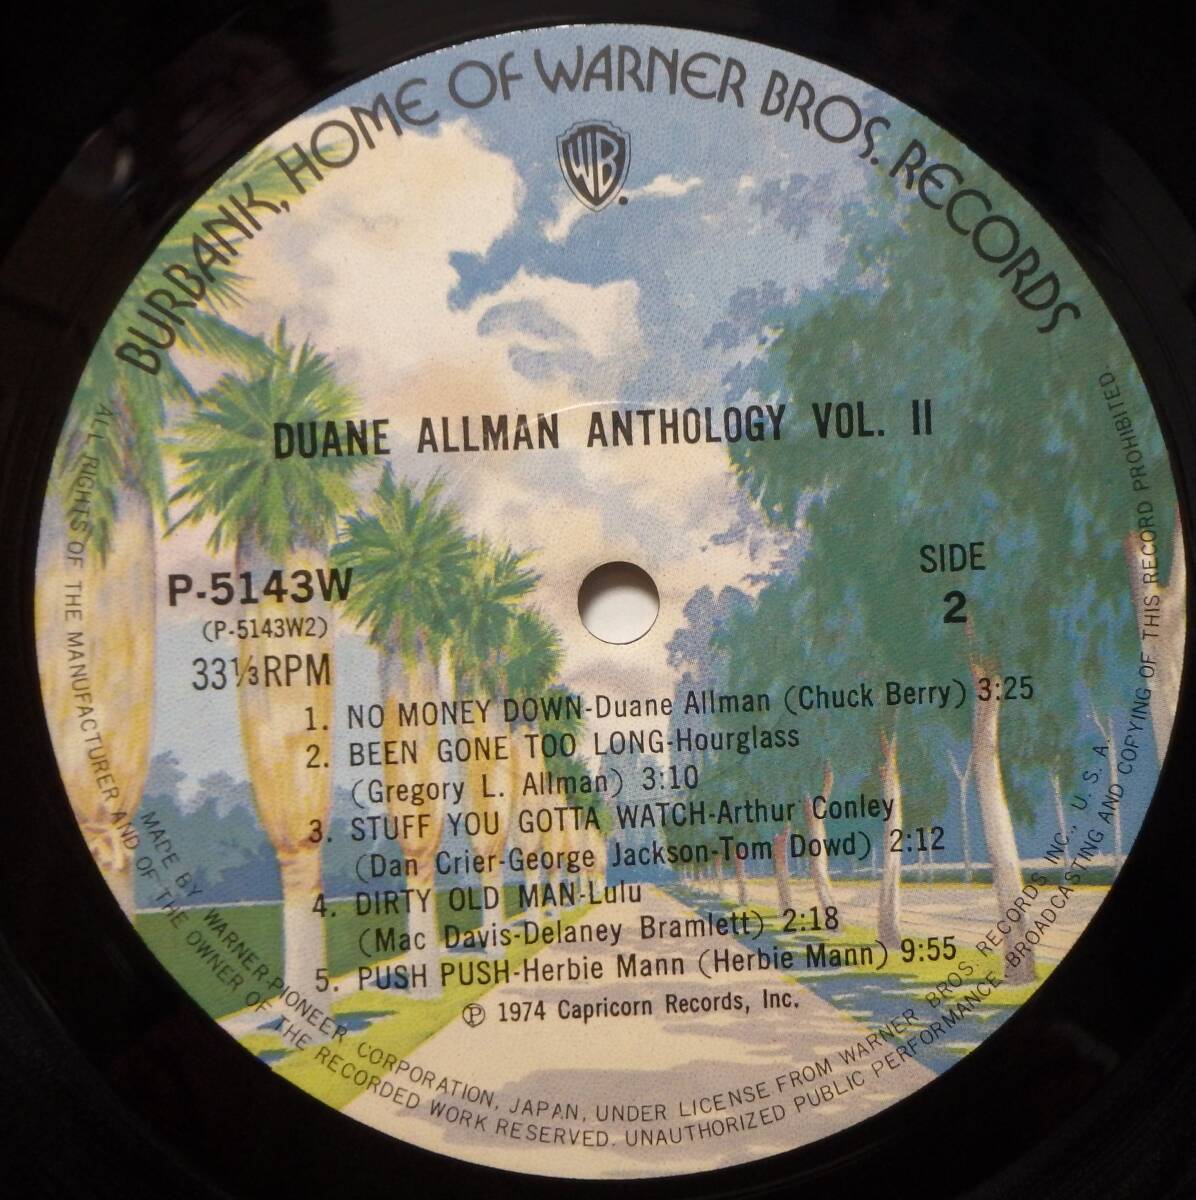 BURBANK, HOME OF WARNER BROS. RECORDS
WB
DUANE ALLMAN ANTHOLOGY VOL. II
P-5143W
(P-5143W2)
33⅓RPM
SIDE
2
1. NO MONEY DOWN-Duane Allman (Chuck Berry) 3:25
2. BEEN GONE TOO LONG-Hourglass
(Gregory L. Allman) 3:10
3. STUFF YOU GOTTA WATCH-Arthur Conley
(Dan Crier-George Jackson-Tom Dowd) 2:12
4. DIRTY OLD MAN-Lulu
(Mac Davis-Delaney Bramlett) 2:18
5. PUSH PUSH-Herbie Mann (Herbie Mann) 9:55
Ⓟ 1974 Capricorn Records, Inc.
MADE BY WARNER-PIONEER CORPORATION, JAPAN, UNDER LICENSE FROM WARNER BROS. RECORDS INC., U. S. A.
ALL RIGHTS OF THE MANUFACTURER AND OF THE OWNER OF THE RECORDED WORK RESERVED. UNAUTHORIZED PUBLIC PERFORMANCE, BROADCASTING AND COPYING OF THIS RECORD PROHIBITED.